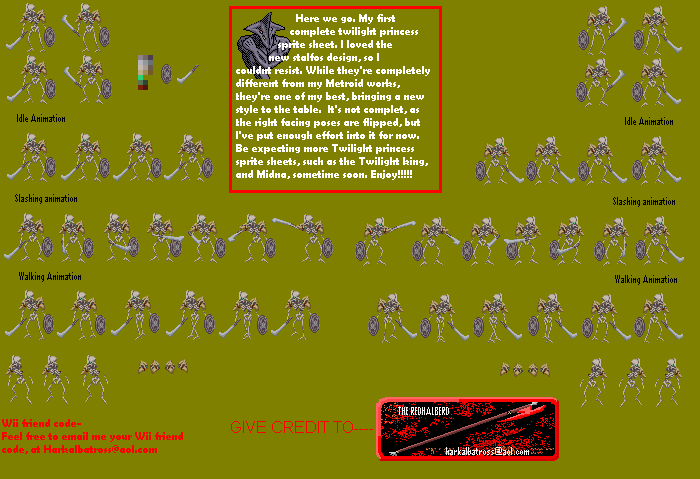 Here we go. My first
complete twilight princess
sprite sheet. I loved the
new stalfos design, so I
couldnt resist. While they're completely
different from my Metroid works,
they're one of my best, bringing a new
style to the table. It's not complet, as
the right facing poses are flipped, but
I've put enough effort into it for now.
Be expecting more Twilight princess
sprite sheets, such as the Twilight king,
and Midna, sometime soon. Enjoy!!!!!
Idle Animation
Idle Animation
Slashing animation
Slashing animation
Walking Animation
Walking Animation
Wii friend code-
Feel free to email me your Wii friend
code, at Harkalbatross@aol.com
GIVE CREDIT TO----
THE REDHALBERD
harkalbatross@aol.com